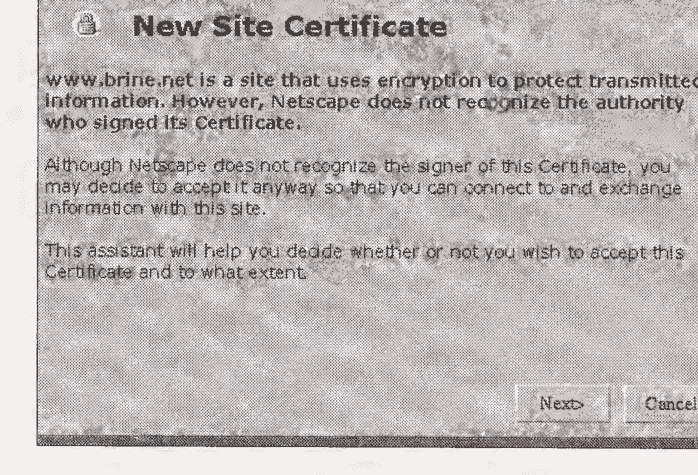 New Site Certificate
www.brine.net is a site that uses encryption to protect transmitted
information. However, Netscape does not recognize the authority
who signed its Certificate.
Although Netscape does not recognize the signer of this Certificate, you
may decide to accept it anyway so that you can connect to and exchange
information with this site.
This assistant will help you decide whether or not you wish to accept this
Certificate and to what extent.
Next> Cancel